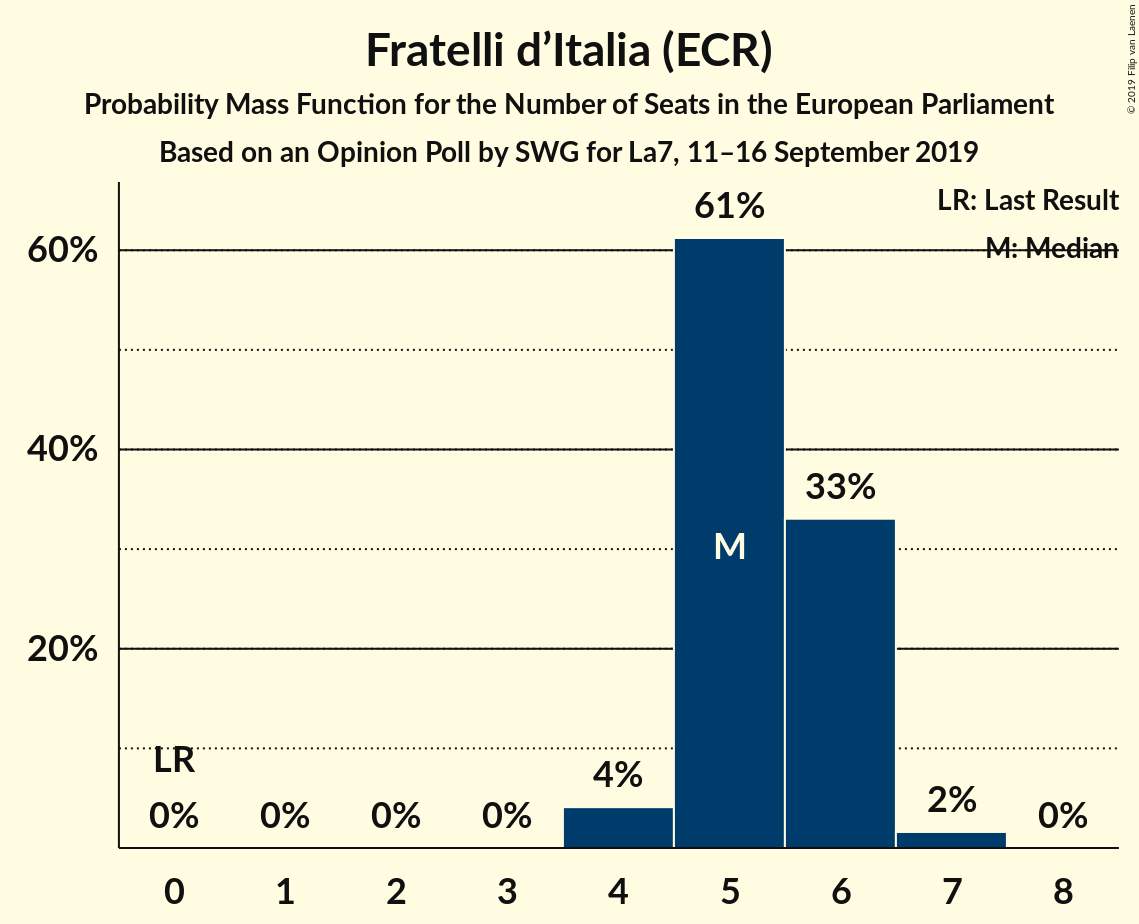 Fratelli d’Italia (ECR)
Probability Mass Function for the Number of Seats in the European Parliament
Based on an Opinion Poll by SWG for La7, 11–16 September 2019
© 2019 Filip van Laenen
LR: Last Result
M: Median
61%
60%
40%
33%
M
20%
LR
4%
2%
0%
0%
0%
0%
0%
0
1
2
3
4
5
6
7
8